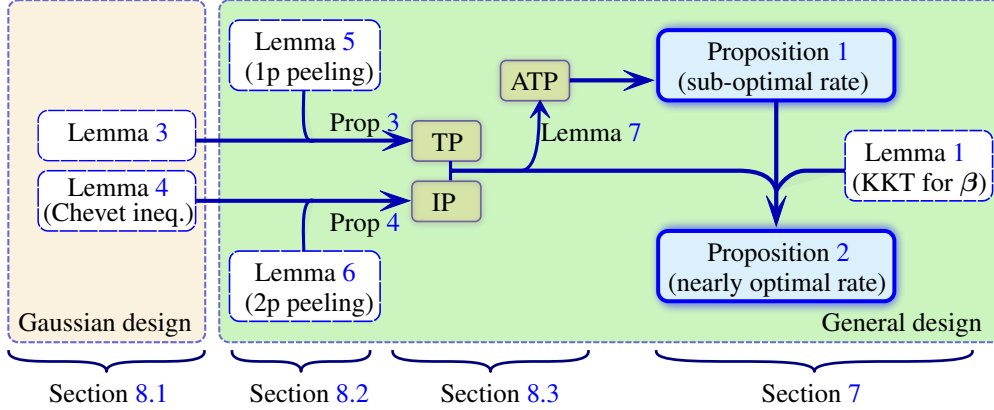 Lemma 5
(1p peeling)
Lemma 3
Lemma 4
(Chevet ineq.)
Lemma 6
(2p peeling)
Prop 3
Prop 4
TP
IP
ATP
Lemma 7
Proposition 1
(sub-optimal rate)
Lemma 1
(KKT for β)
Proposition 2
(nearly optimal rate)
Gaussian design
General design
Section 8.1
Section 8.2
Section 8.3
Section 7